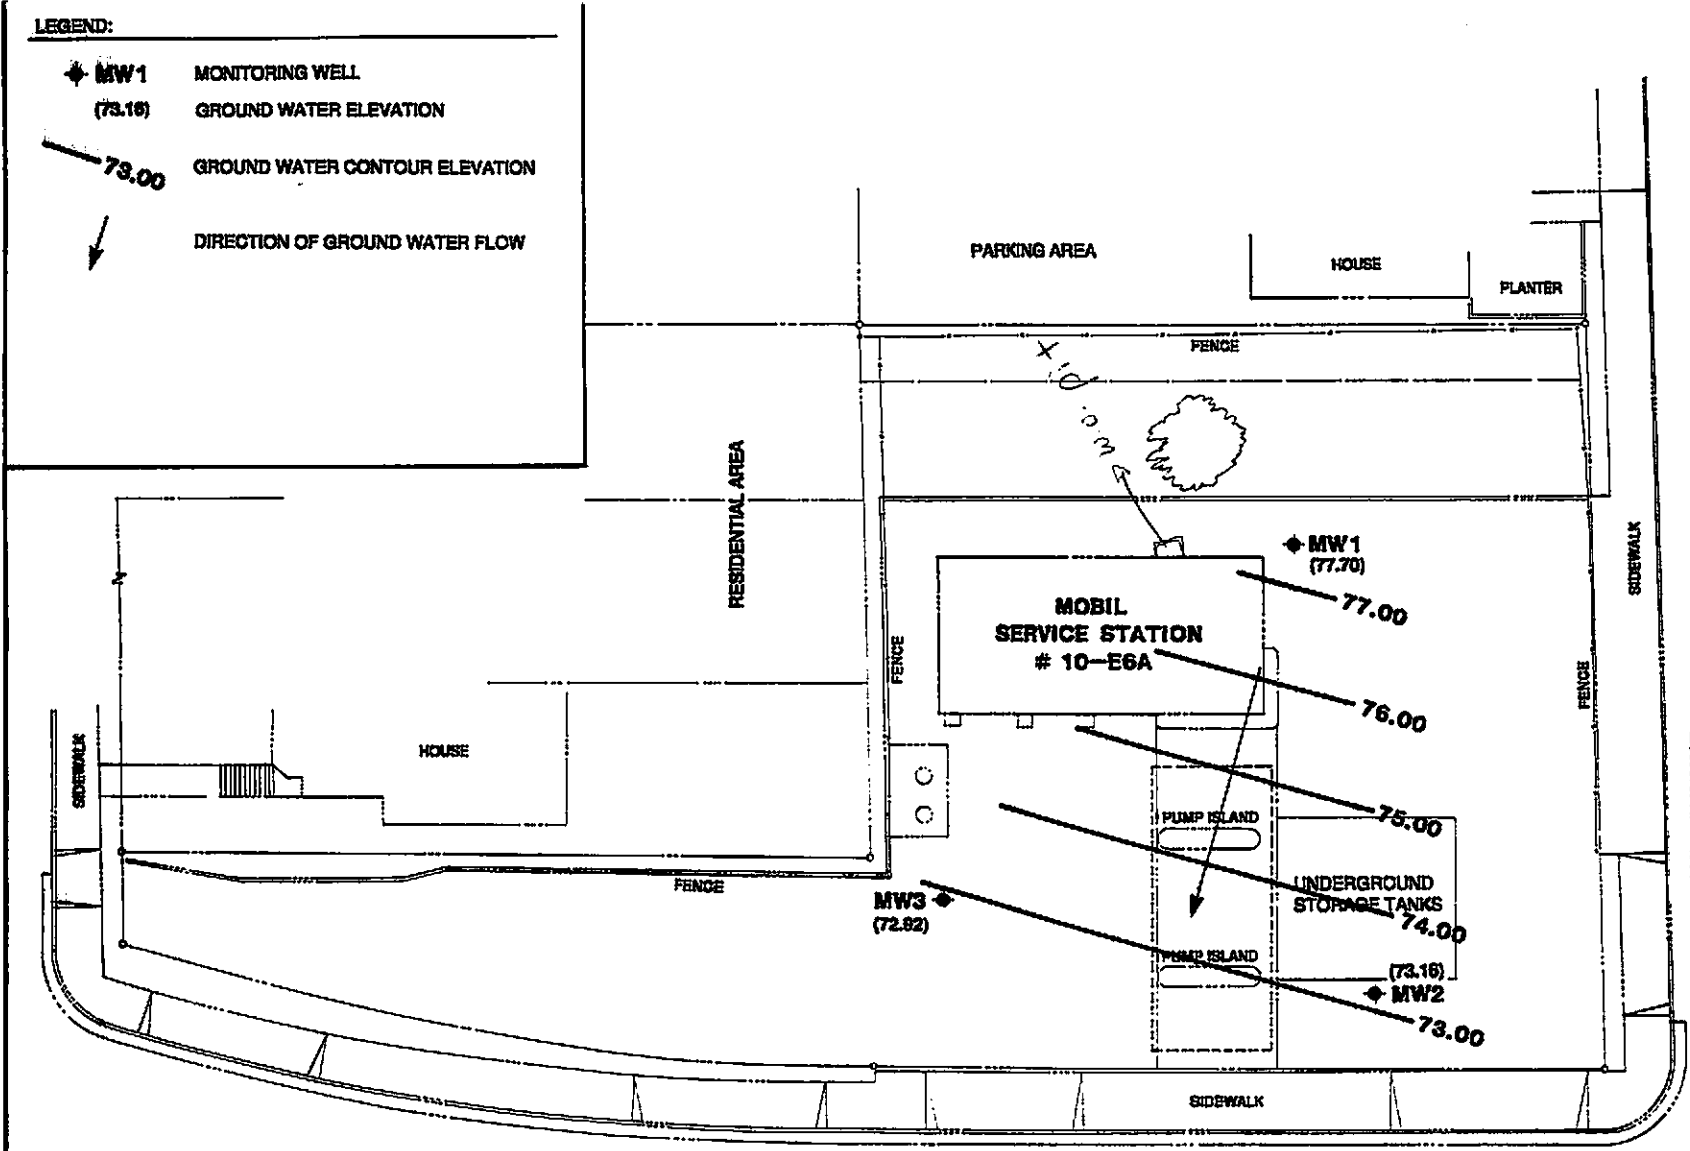 LEGEND:
MW1 MONITORING WELL
(73.16) GROUND WATER ELEVATION
73.00 GROUND WATER CONTOUR ELEVATION
DIRECTION OF GROUND WATER FLOW
PARKING AREA
HOUSE
PLANTER
FENCE
RESIDENTIAL AREA
MW1
(77.70)
SIDEWALK
77.00
MOBIL
SERVICE STATION
# 10-E6A
FENCE
FENCE
76.00
SIDEWALK
HOUSE
75.00
PUMP ISLAND
FENCE
UNDERGROUND
STORAGE TANKS
MW3
(72.82)
74.00
PUMP ISLAND
(73.16)
MW2
73.00
SIDEWALK